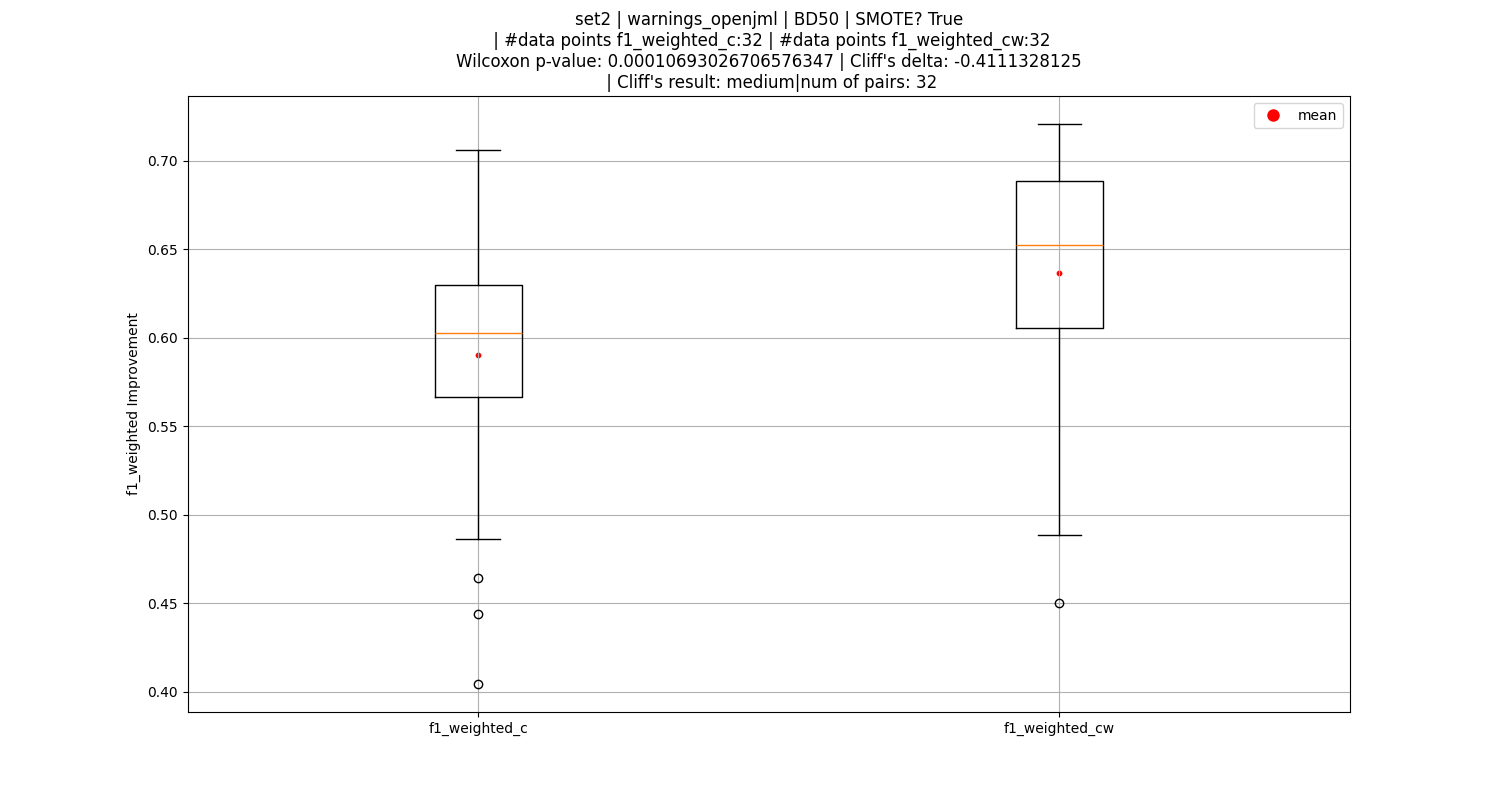 set2 | warnings_openjml | BD50 | SMOTE? True
| #data points f1_weighted_c:32 | #data points f1_weighted_cw:32
Wilcoxon p-value: 0.00010693026706576347 | Cliff's delta: -0.4111328125
| Cliff's result: medium|num of pairs: 32
mean
0.70
0.65
0.60
0.55
0.50
0.45
0.40
f1_weighted Improvement
f1_weighted_c
f1_weighted_cw